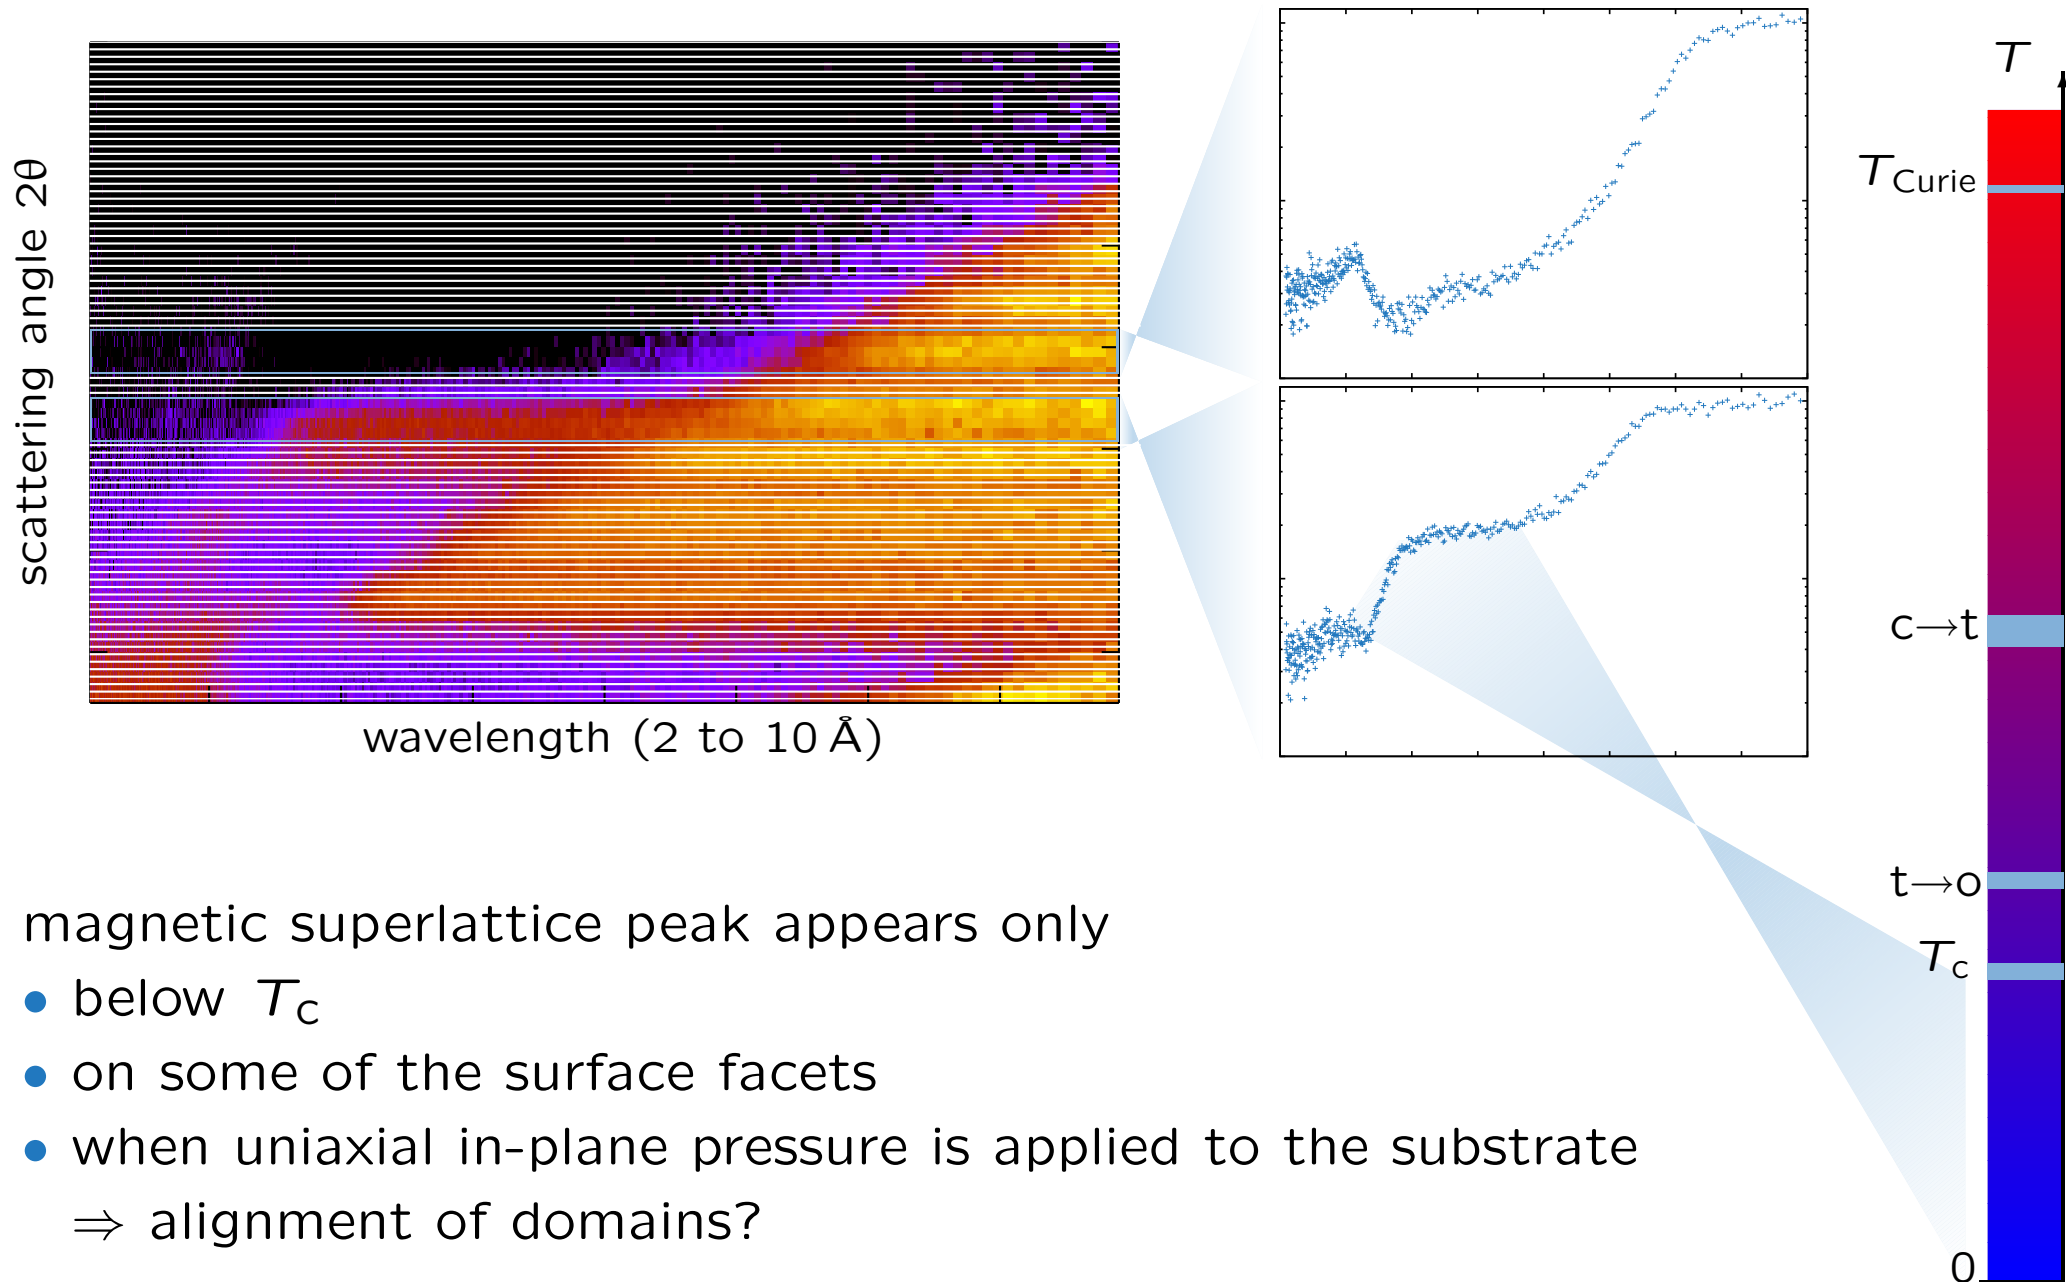 scattering angle 2θ
wavelength (2 to 10 Å)
T
T_Curie
c→t
t→o
T_c
0
magnetic superlattice peak appears only
• below T_c
• on some of the surface facets
• when uniaxial in-plane pressure is applied to the substrate
⇒ alignment of domains?